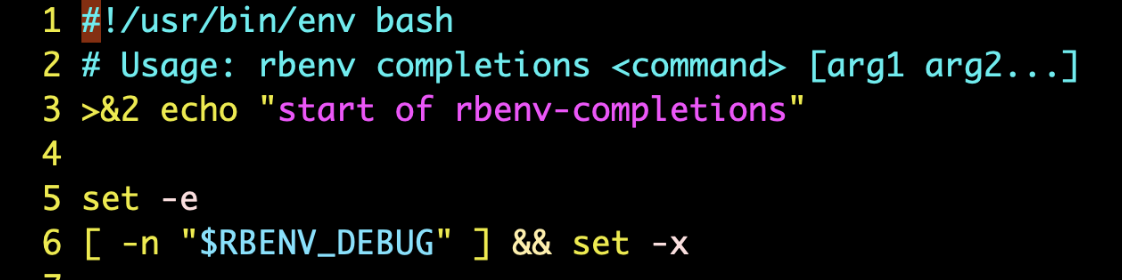 1 #!/usr/bin/env bash
2 # Usage: rbenv completions <command> [arg1 arg2...]
3 >&2 echo "start of rbenv-completions"
4
5 set -e
6 [ -n "$RBENV_DEBUG" ] && set -x
7